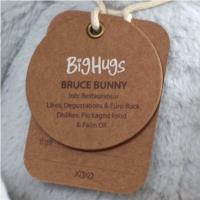 BigHugs
BRUCE BUNNY
Job: Restaurateur
Likes: Degustations & Euro Rock
Dislikes: Packaged Food
& Palm Oil
XOXO